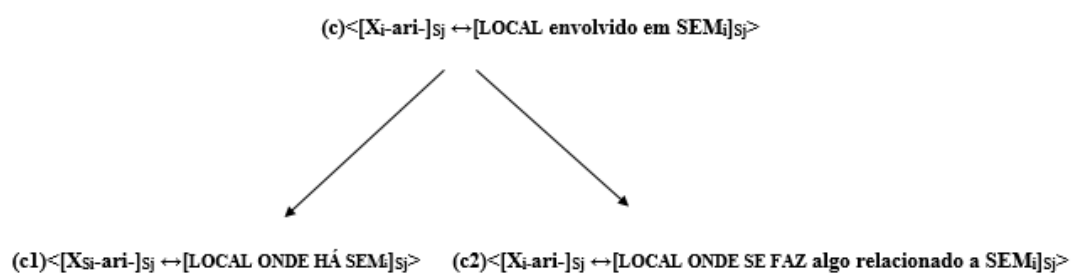 (c)<[Xi-ari-]Sj ↔[LOCAL envolvido em SEMi]Sj>
(c1)<[XSi-ari-]Sj ↔[LOCAL ONDE HÁ SEMi]Sj> (c2)<[Xi-ari-]Sj ↔[LOCAL ONDE SE FAZ algo relacionado a SEMi]Sj>